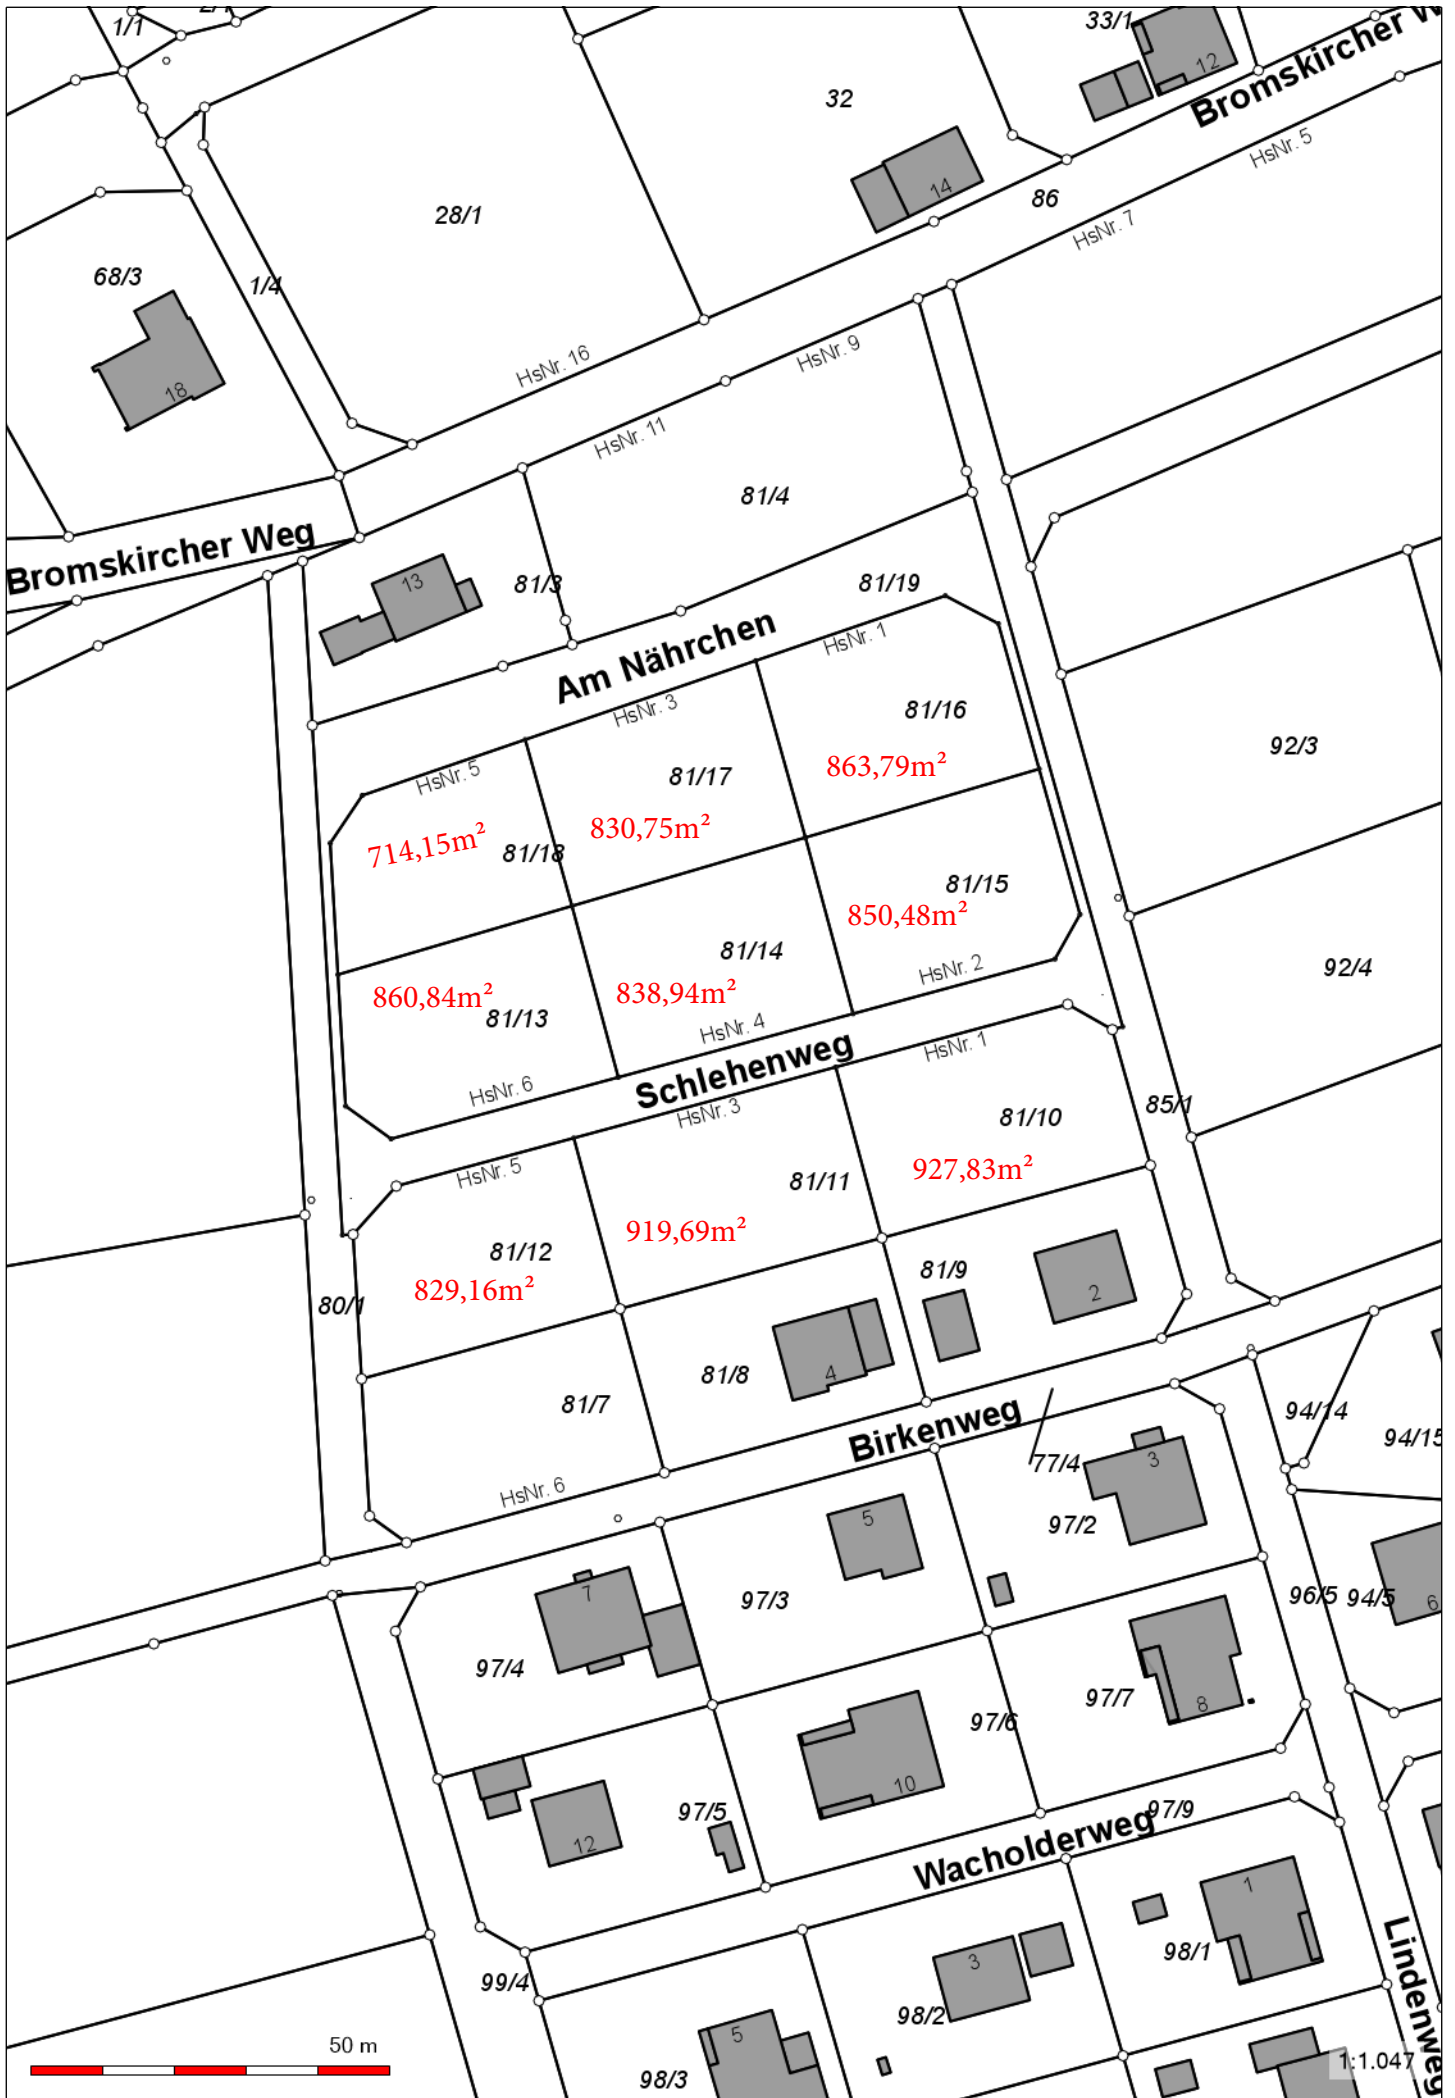 1/1
33/1
12
Bromskircher
32
14
86
HsNr. 5
28/1
HsNr. 7
68/3
1/4
18
HsNr. 16
HsNr. 9
HsNr. 11
81/4
Bromskircher Weg
13
81/3
81/19
Am Nährchen
HsNr. 1
HsNr. 3
81/16
863,79m²
92/3
HsNr. 5
81/17
830,75m²
714,15m²
81/18
81/15
850,48m²
81/14
HsNr. 2
92/4
860,84m²
838,94m²
81/13
HsNr. 4
Schlehenweg
HsNr. 1
HsNr. 6
HsNr. 3
85/1
81/10
927,83m²
HsNr. 5
81/11
919,69m²
81/12
829,16m²
81/9
2
80/1
81/8
4
81/7
Birkenweg
94/14
94/15
77/4
3
HsNr. 6
5
97/2
7
97/3
96/5
94/5
6
97/4
97/7
8
97/6
10
97/5
97/9
12
Wacholderweg
1
98/1
Lindenweg
3
99/4
98/2
5
50 m
98/3
1:1.047